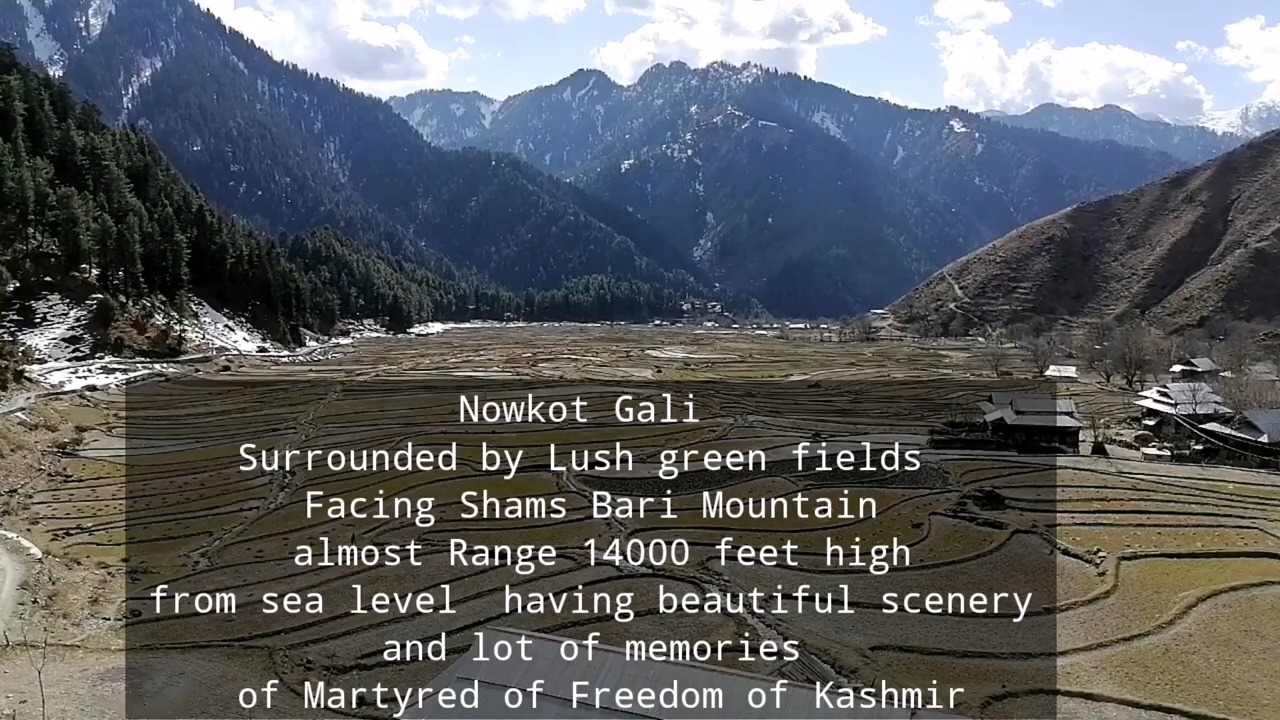 Nowkot Gali
Surrounded by Lush green fields
Facing Shams Bari Mountain
almost Range 14000 feet high
from sea level  having beautiful scenery
and lot of memories
of Martyred of Freedom of Kashmir